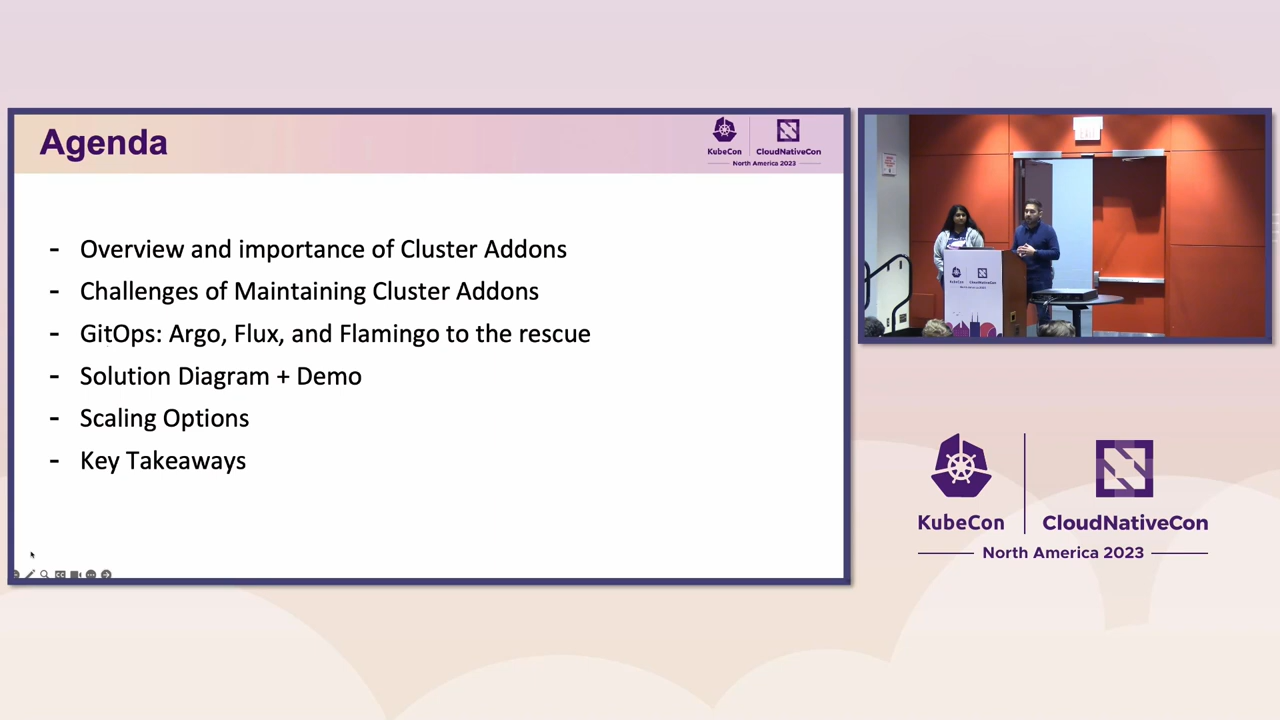 Agenda
KubeCon
CloudNativeCon
North America 2023
- Overview and importance of Cluster Addons
- Challenges of Maintaining Cluster Addons
- GitOps: Argo, Flux, and Flamingo to the rescue
- Solution Diagram + Demo
- Scaling Options
- Key Takeaways
KubeCon
CloudNativeCon
North America 2023